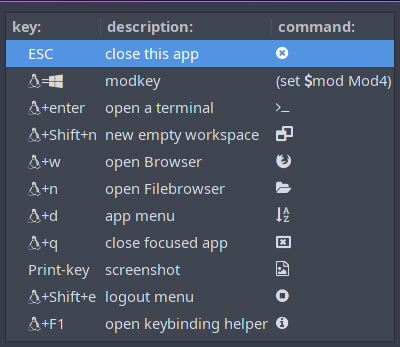 key: description: command:
ESC close this app
= modkey (set $mod Mod4)
+enter open a terminal >_
+Shift+n new empty workspace
+w open Browser
+n open Filebrowser
+d app menu AZ
+q close focused app
Print-key screenshot
+Shift+e logout menu
+F1 open keybinding helper